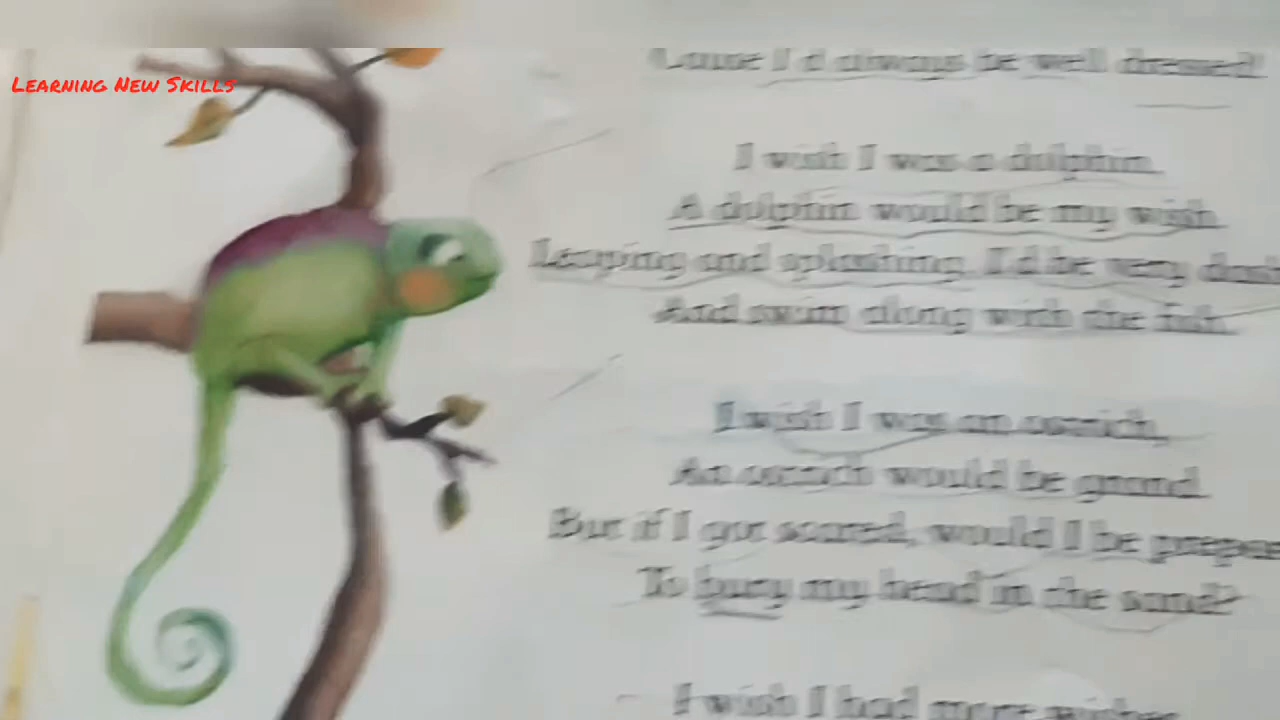 Learning New Skills
'Cause I'd always be well dressed!
I wish I was a dolphin.
A dolphin would be my wish.
Leaping and splashing, I'd be very
And swim along with the fish.
I wish I was an ostrich,
An ostrich would be grand.
But if I got scared, would I be
To bury my head in the sand?
I wish I had more wishes